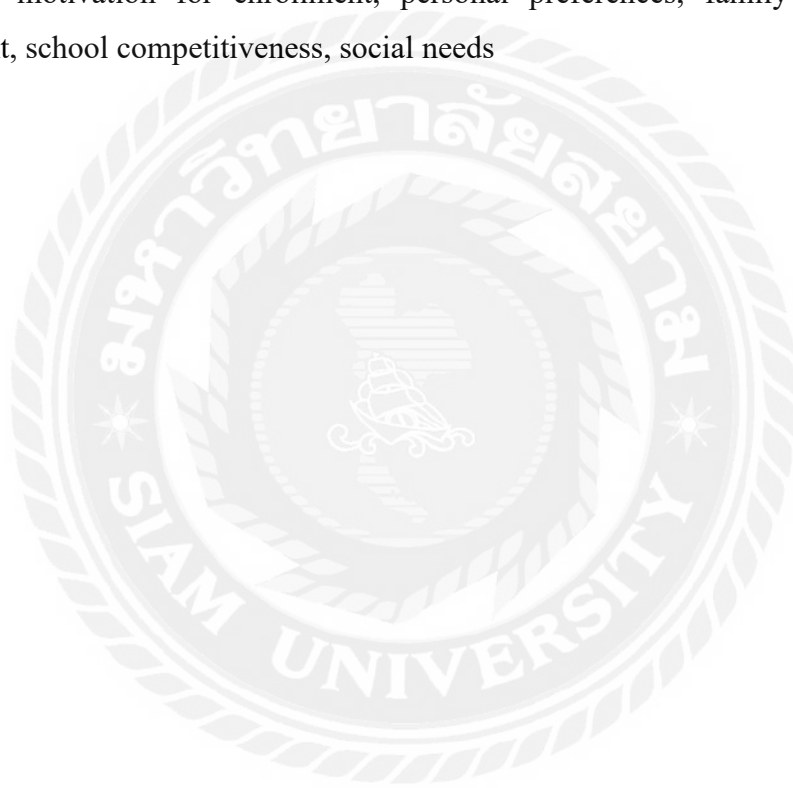 motivation for enrollment, personal preferences, family
t, school competitiveness, social needs
มหาวิทยาลัยสยาม
SIAM UNIVERSITY